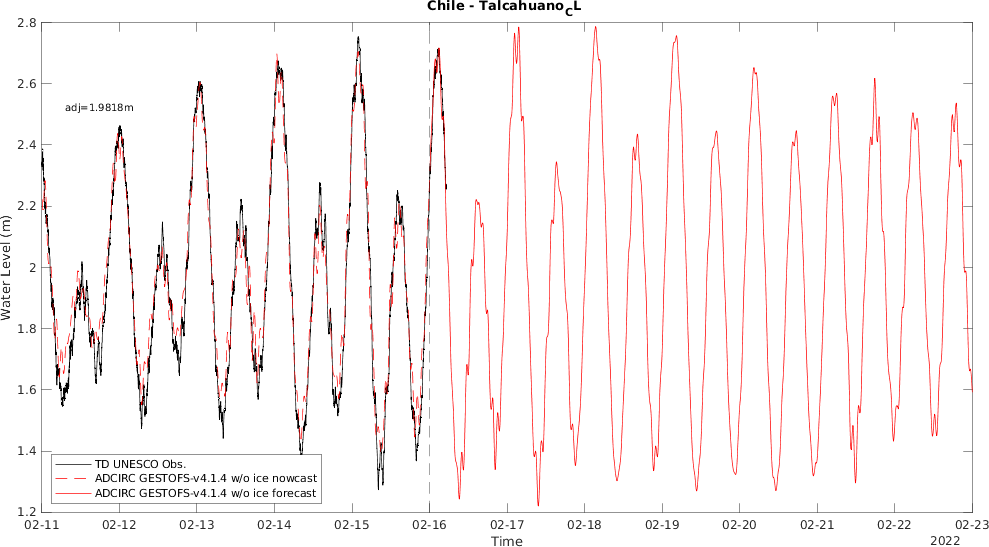 Chile - Talcahuano_CL
2.8
2.6
2.4
2.2
2
1.8
1.6
1.4
1.2
Water Level (m)
adj=1.9818m
TD UNESCO Obs.
ADCIRC GESTOFS-v4.1.4 w/o ice nowcast
ADCIRC GESTOFS-v4.1.4 w/o ice forecast
02-11 02-12 02-13 02-14 02-15 02-16 02-17 02-18 02-19 02-20 02-21 02-22 02-23
Time
2022